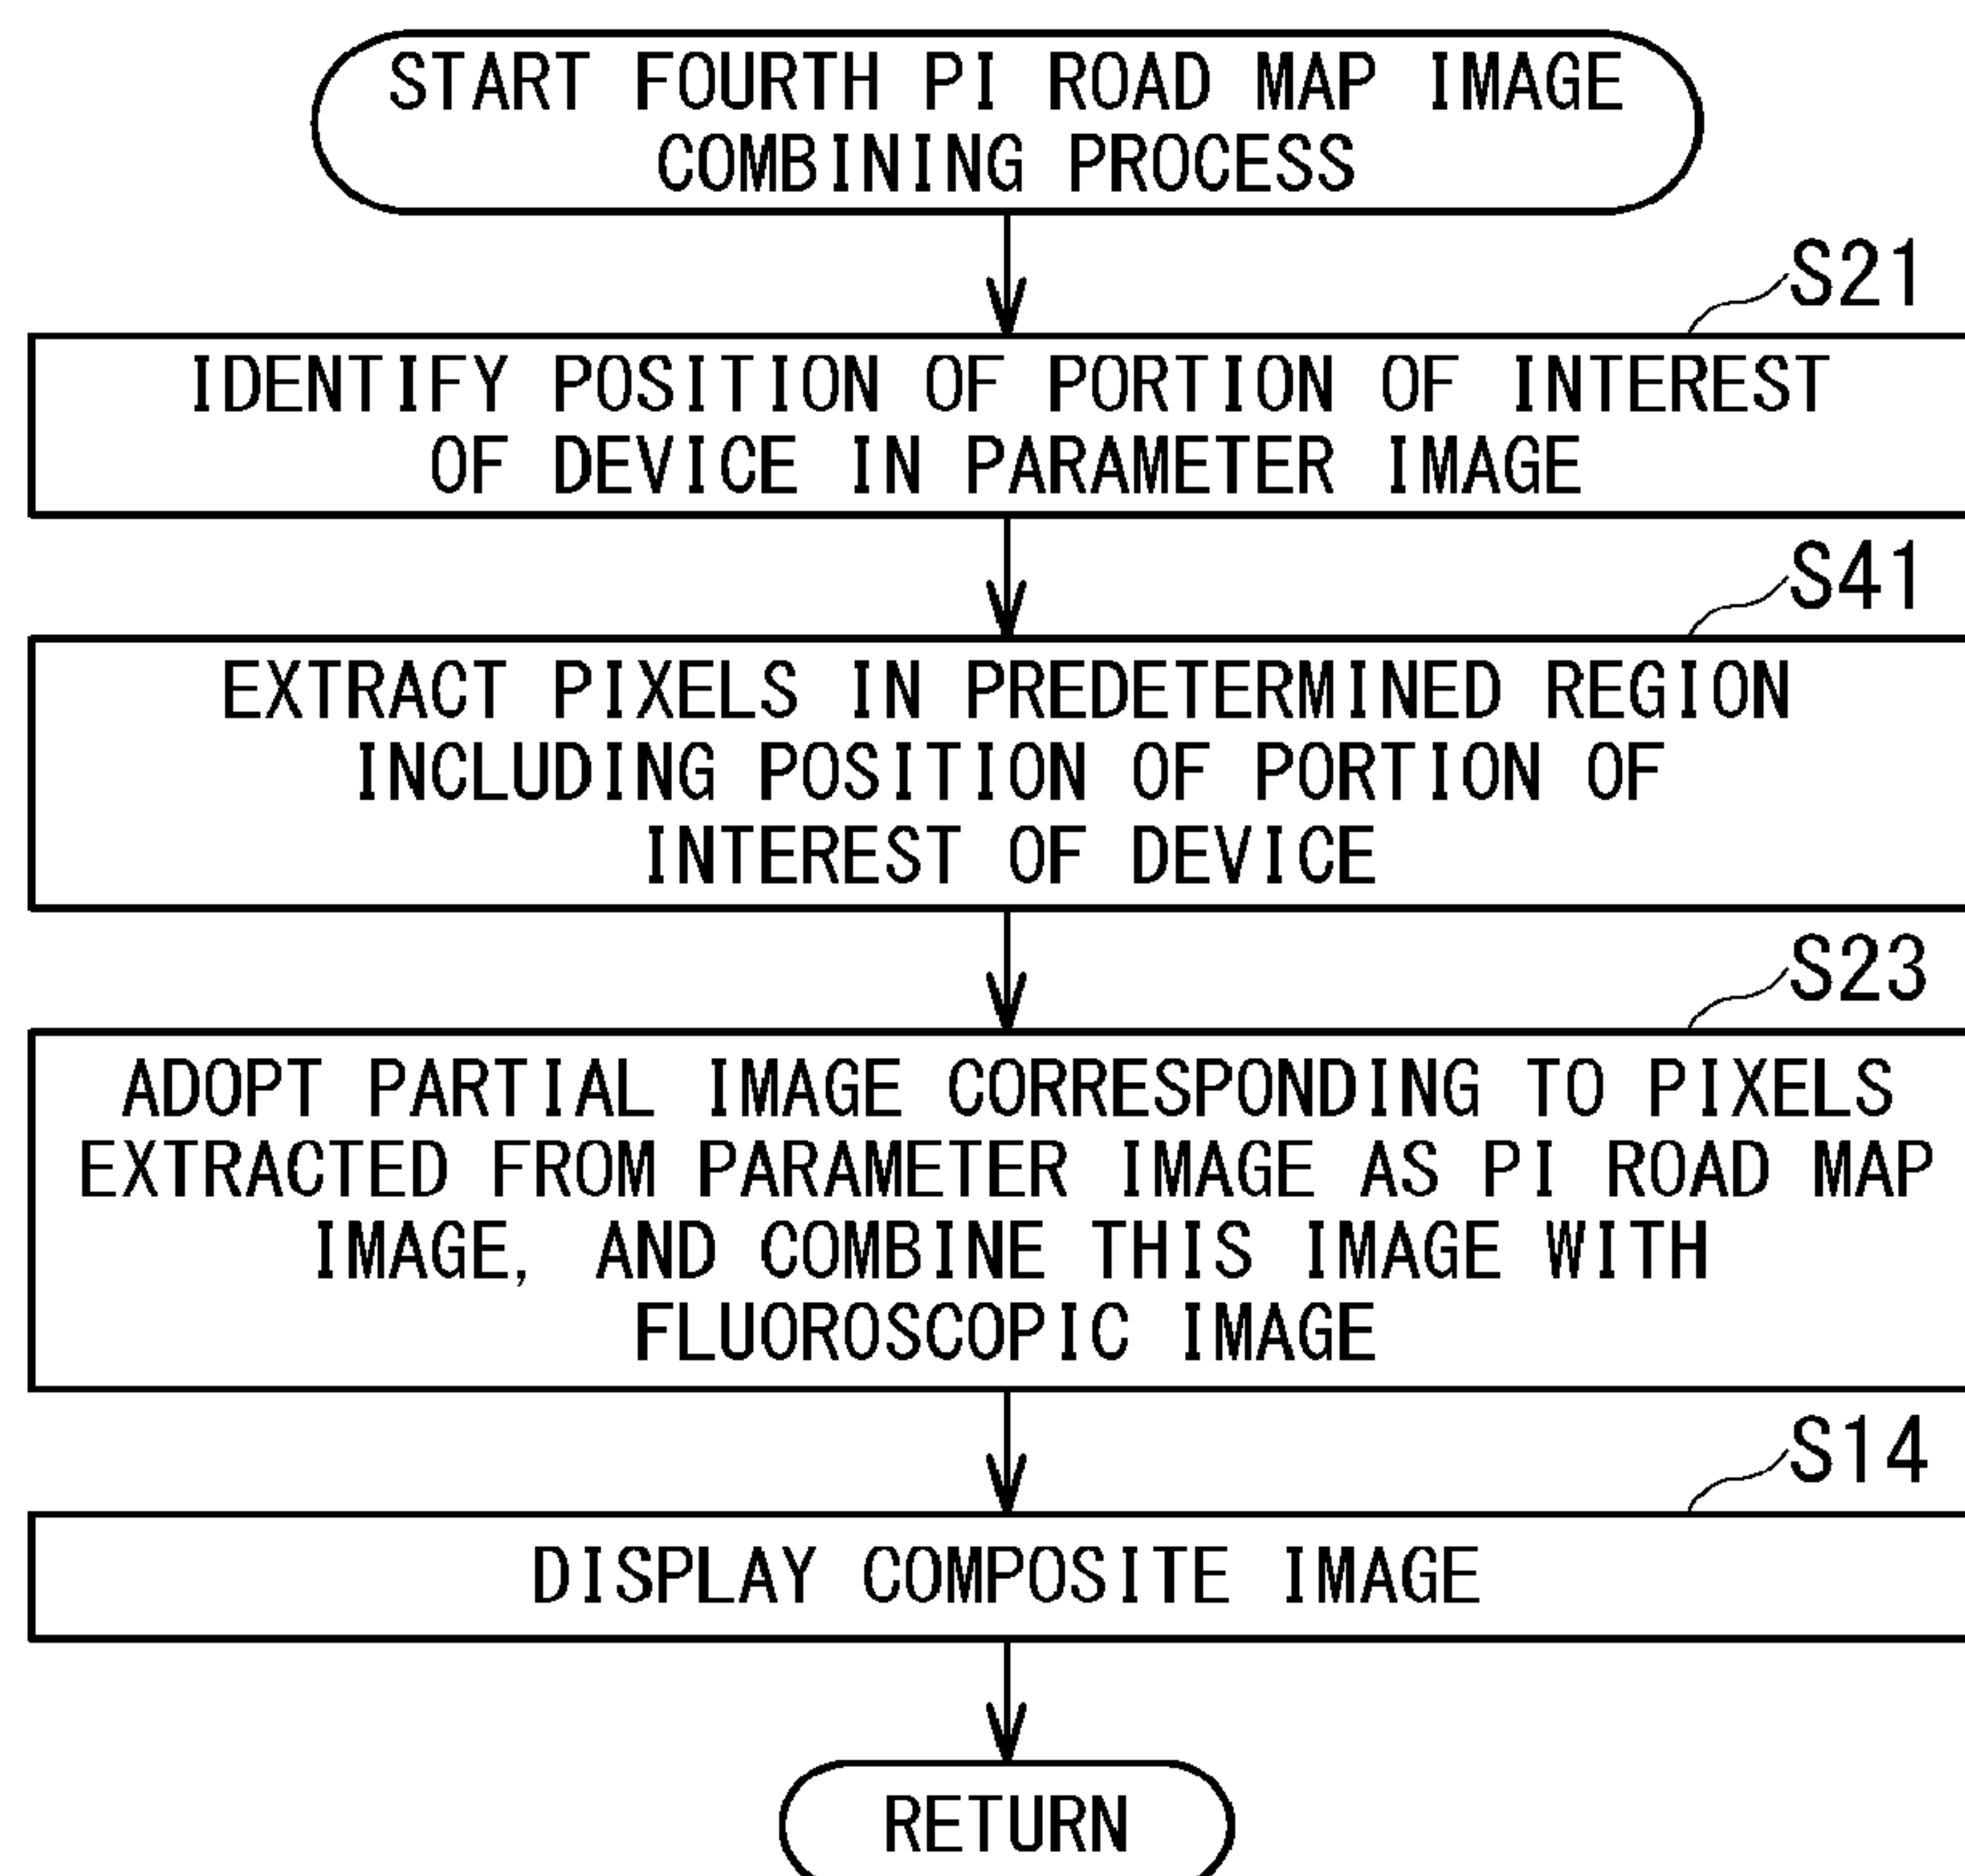 START FOURTH PI ROAD MAP IMAGE
COMBINING PROCESS
S21
IDENTIFY POSITION OF PORTION OF INTEREST
OF DEVICE IN PARAMETER IMAGE
S41
EXTRACT PIXELS IN PREDETERMINED REGION
INCLUDING POSITION OF PORTION OF
INTEREST OF DEVICE
S23
ADOPT PARTIAL IMAGE CORRESPONDING TO PIXELS
EXTRACTED FROM PARAMETER IMAGE AS PI ROAD MAP
IMAGE, AND COMBINE THIS IMAGE WITH
FLUOROSCOPIC IMAGE
S14
DISPLAY COMPOSITE IMAGE
RETURN